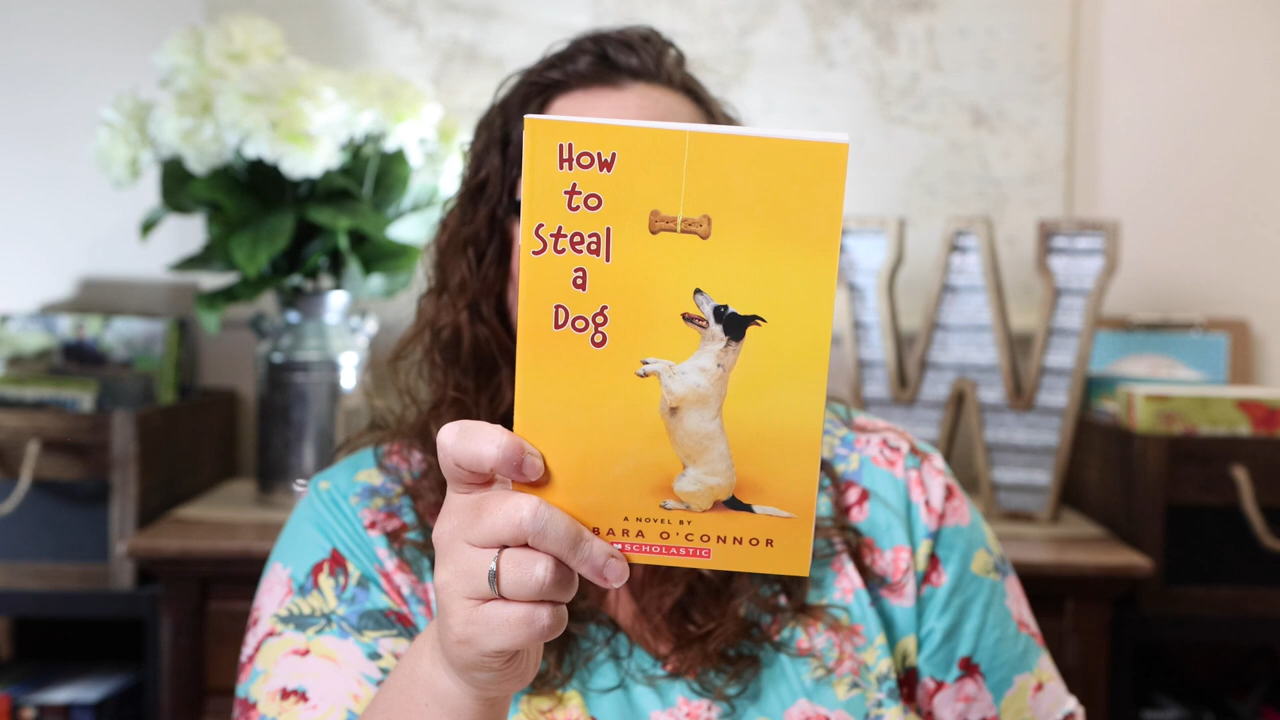 How
to
Steal
a
Dog
A NOVEL BY
BARA O'CONNOR
SCHOLASTIC
W